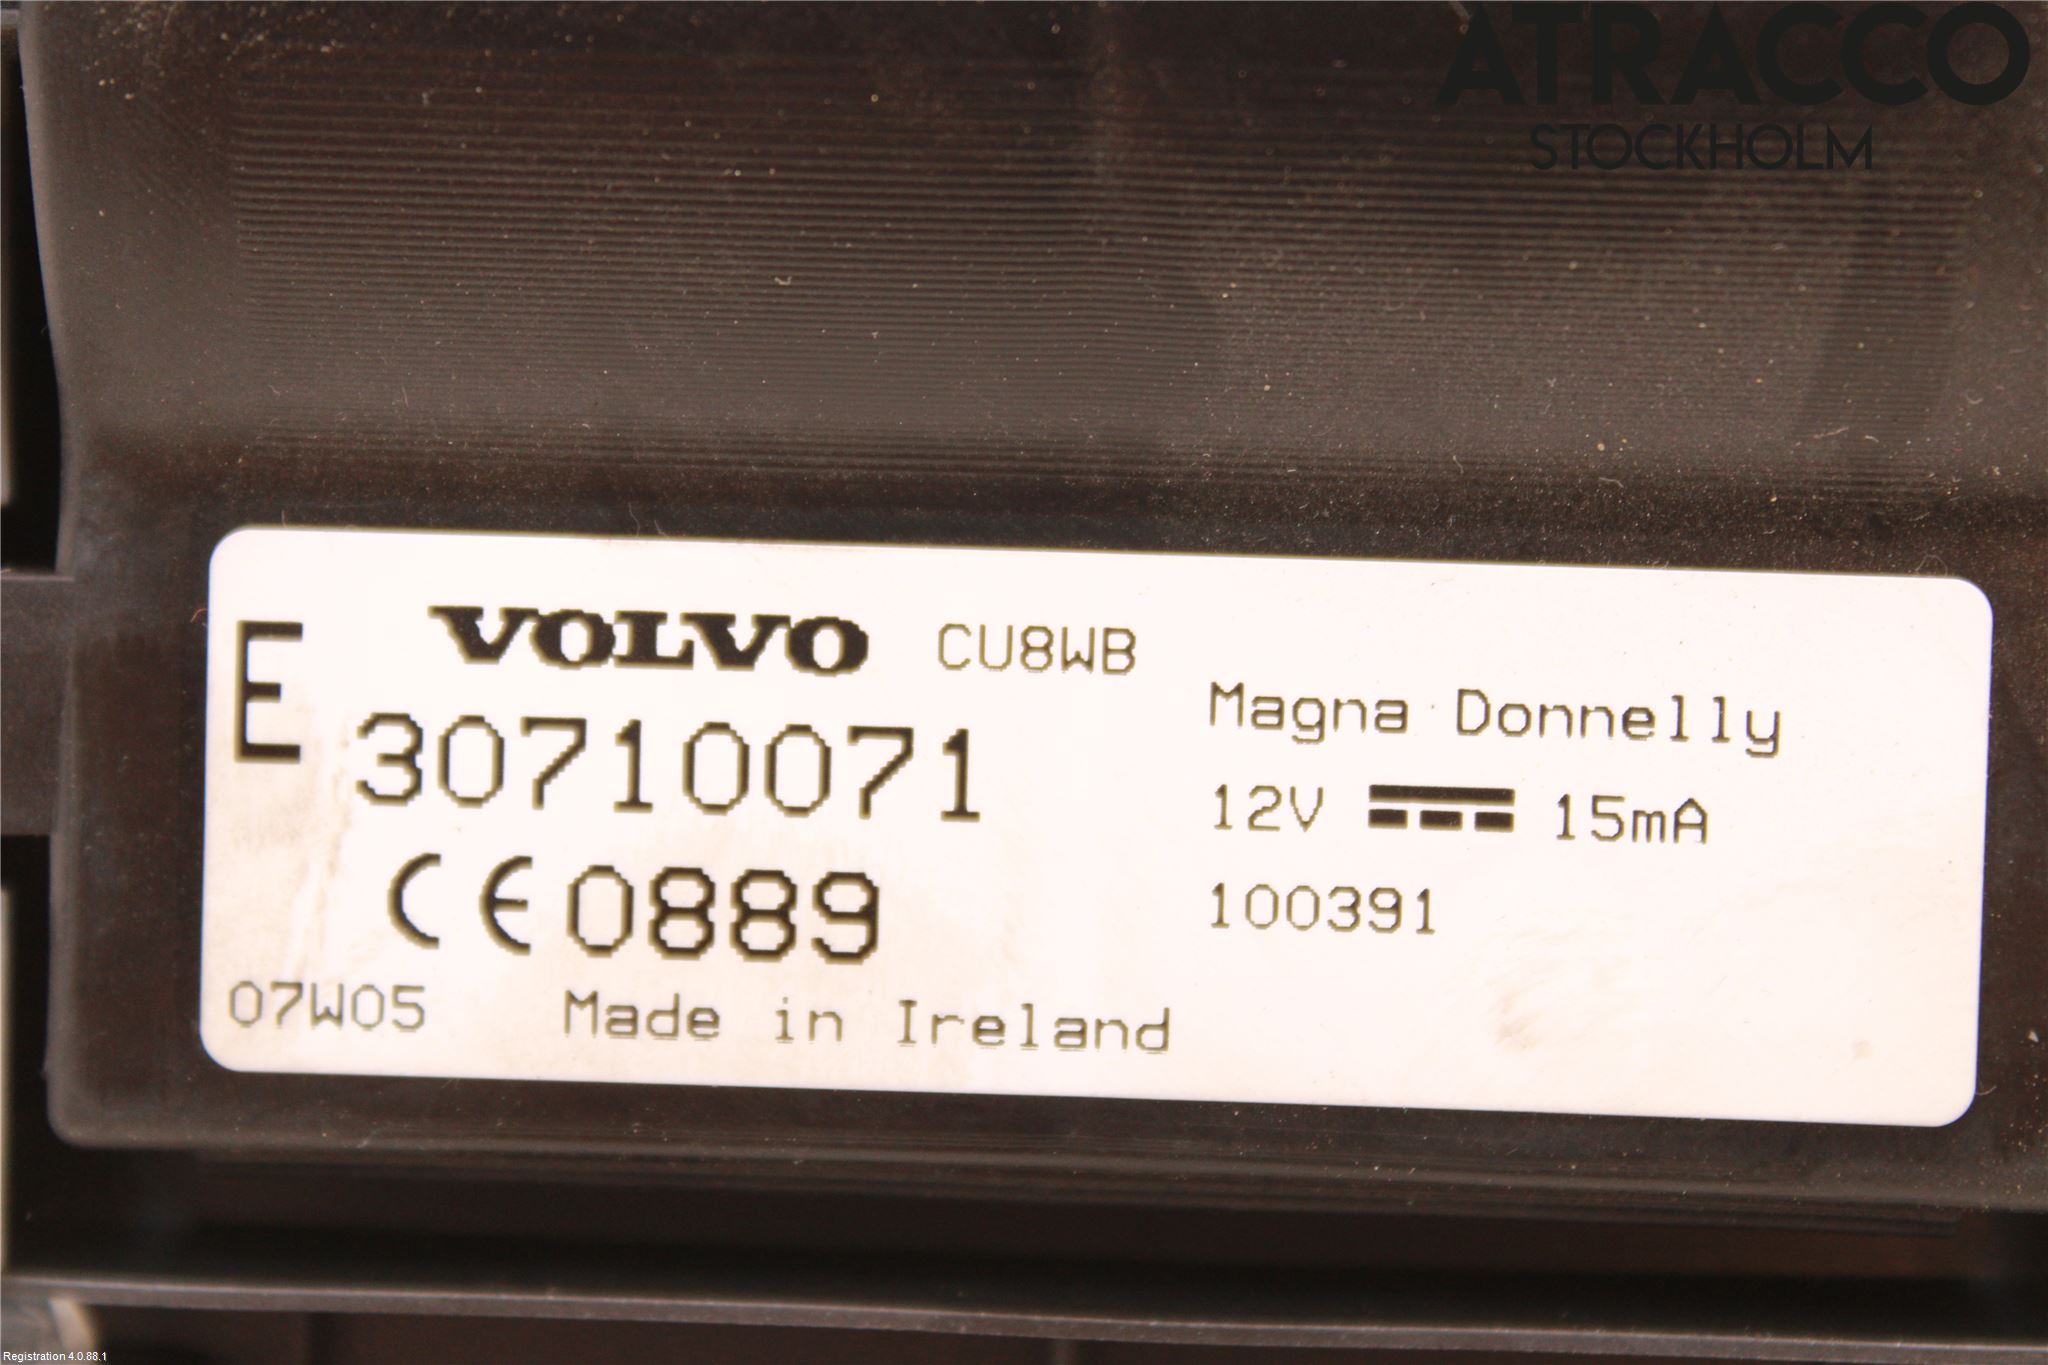 ATRACCO
STOCKHOLM
E
VOLVO CU8WB
30710071
CE 0889
07W05 Made in Ireland
Magna Donnelly
12V ⎓ 15mA
100391
Registration 4.0.88.1